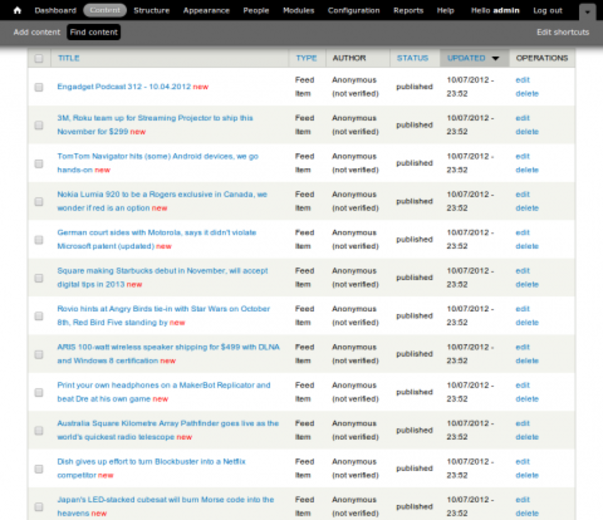 Dashboard Content Structure Appearance People Modules Configuration Reports Help Hello admin Log out
Add content Find content Edit shortcuts
TITLE TYPE AUTHOR STATUS UPDATED OPERATIONS
Engadget Podcast 312 - 10.04.2012 new Feed Item Anonymous (not verified) published 10/07/2012 - 23:52 edit delete
3M, Roku team up for Streaming Projector to ship this
November for $299 new Feed Item Anonymous (not verified) published 10/07/2012 - 23:52 edit delete
TomTom Navigator hits (some) Android devices, we go
hands-on new Feed Item Anonymous (not verified) published 10/07/2012 - 23:52 edit delete
Nokia Lumia 920 to be a Rogers exclusive in Canada, we
wonder if red is an option new Feed Item Anonymous (not verified) published 10/07/2012 - 23:52 edit delete
German court sides with Motorola, says it didn't violate
Microsoft patent (updated) new Feed Item Anonymous (not verified) published 10/07/2012 - 23:52 edit delete
Square making Starbucks debut in November, will accept
digital tips in 2013 new Feed Item Anonymous (not verified) published 10/07/2012 - 23:52 edit delete
Rovio hints at Angry Birds tie-in with Star Wars on October
8th, Red Bird Five standing by new Feed Item Anonymous (not verified) published 10/07/2012 - 23:52 edit delete
ARIS 100-watt wireless speaker shipping for $499 with DLNA
and Windows 8 certification new Feed Item Anonymous (not verified) published 10/07/2012 - 23:52 edit delete
Print your own headphones on a MakerBot Replicator and
beat Dre at his own game new Feed Item Anonymous (not verified) published 10/07/2012 - 23:52 edit delete
Australia Square Kilometre Array Pathfinder goes live as the
world's quickest radio telescope new Feed Item Anonymous (not verified) published 10/07/2012 - 23:52 edit delete
Dish gives up effort to turn Blockbuster into a Netflix
competitor new Feed Item Anonymous (not verified) published 10/07/2012 - 23:52 edit delete
Japan's LED-stacked cubesat will burn Morse code into the
heavens new Feed Item Anonymous (not verified) published 10/07/2012 - 23:52 edit delete